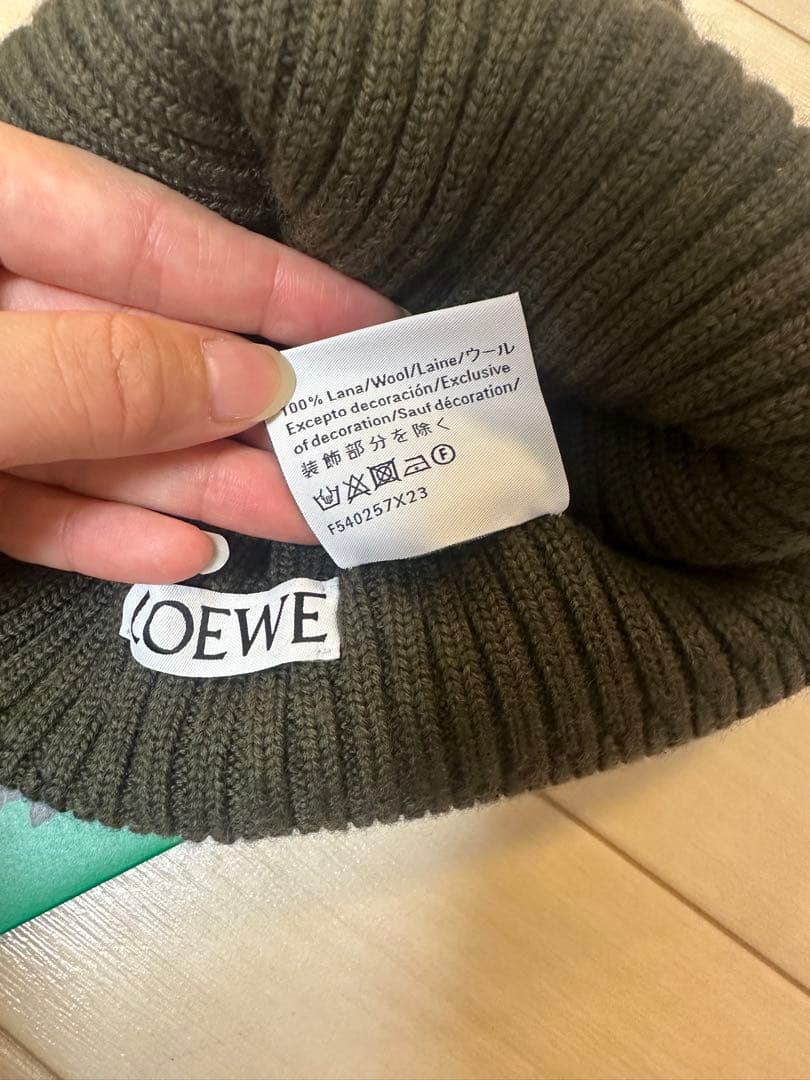 100% Lana/Wool/Laine/ウール
Excepto decoración/Exclusive
of decoration/Sauf décoration/
装飾部分を除く
F
F540257X23
LOEWE